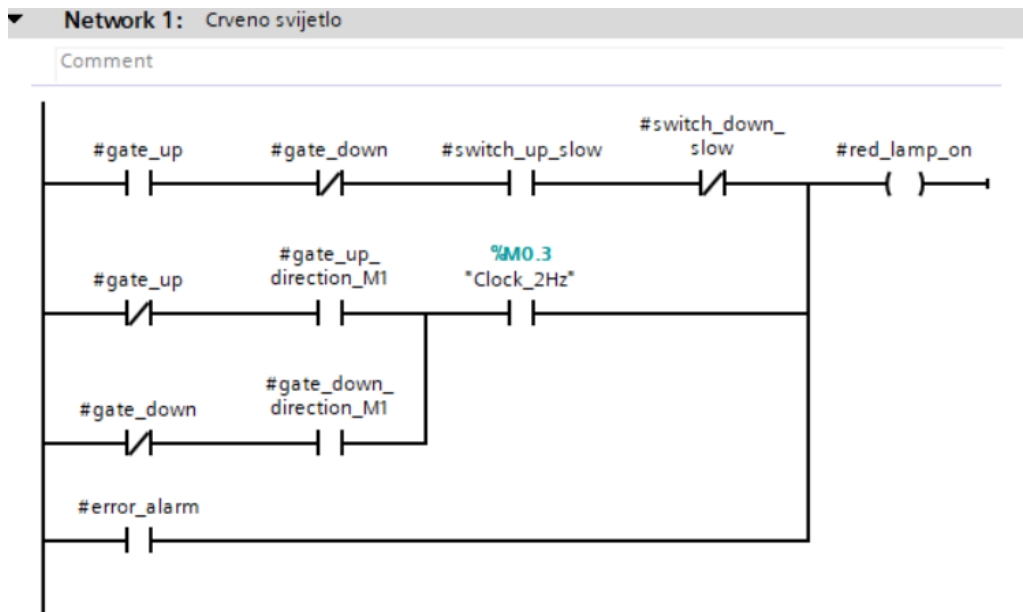 Network 1: Crveno svijetlo
Comment
#gate_up #gate_down #switch_up_slow #switch_down_
slow #red_lamp_on
#gate_up #gate_up_
direction_M1 %M0.3
"Clock_2Hz"
#gate_down #gate_down_
direction_M1
#error_alarm